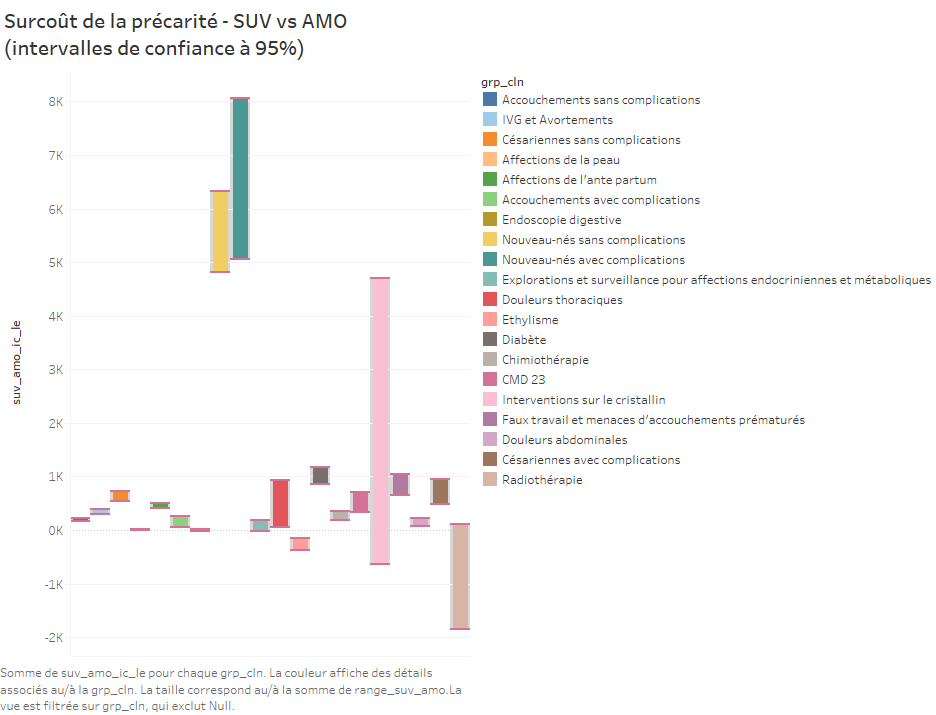 Surcoût de la précarité - SUV vs AMO
(intervalles de confiance à 95%)
grp_cln
Accouchements sans complications
IVG et Avortements
Césariennes sans complications
Affections de la peau
Affections de l’ante partum
Accouchements avec complications
Endoscopie digestive
Nouveau-nés sans complications
Nouveau-nés avec complications
Explorations et surveillance pour affections endocriniennes et métaboliques
Douleurs thoraciques
Ethylisme
Diabète
Chimiothérapie
CMD 23
Interventions sur le cristallin
Faux travail et menaces d’accouchements prématurés
Douleurs abdominales
Césariennes avec complications
Radiothérapie
suv_amo_ic_le
8K
7K
6K
5K
4K
3K
2K
1K
0K
-1K
-2K
Somme de suv_amo_ic_le pour chaque grp_cln. La couleur affiche des détails
associés au/à la grp_cln. La taille correspond au/à la somme de range_suv_amo.La
vue est filtrée sur grp_cln, qui exclut Null.